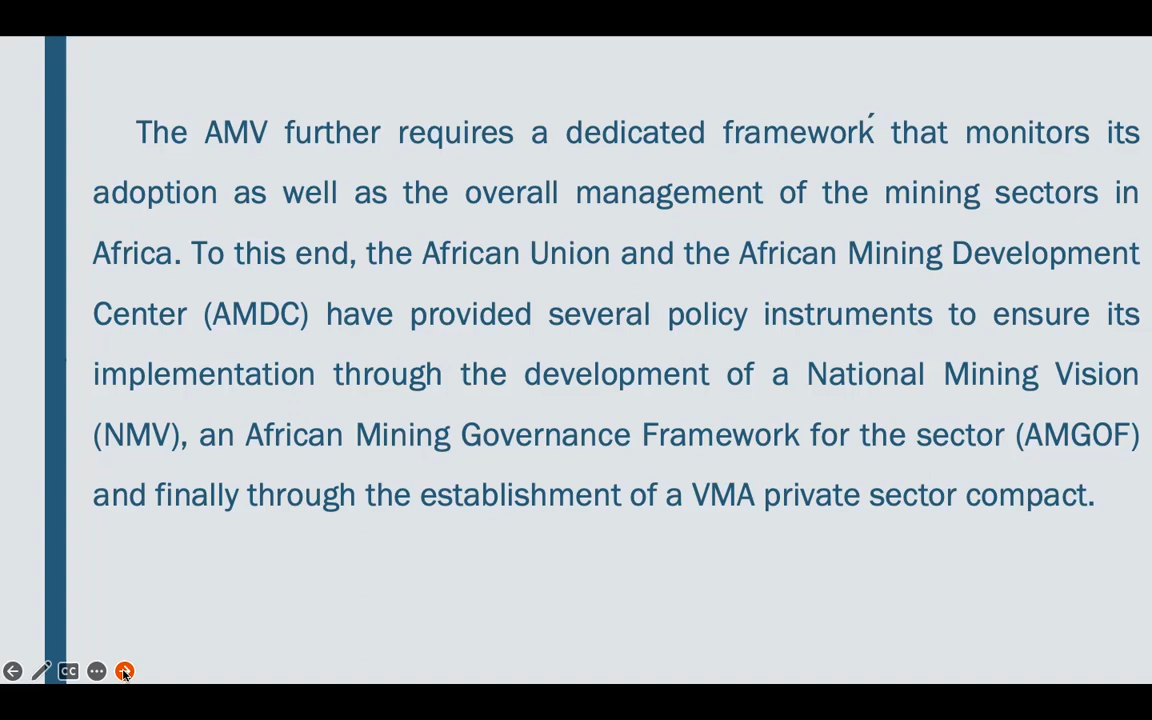 The AMV further requires a dedicated framework that monitors its
adoption as well as the overall management of the mining sectors in
Africa. To this end, the African Union and the African Mining Development
Center (AMDC) have provided several policy instruments to ensure its
implementation through the development of a National Mining Vision
(NMV), an African Mining Governance Framework for the sector (AMGOF)
and finally through the establishment of a VMA private sector compact.
CC